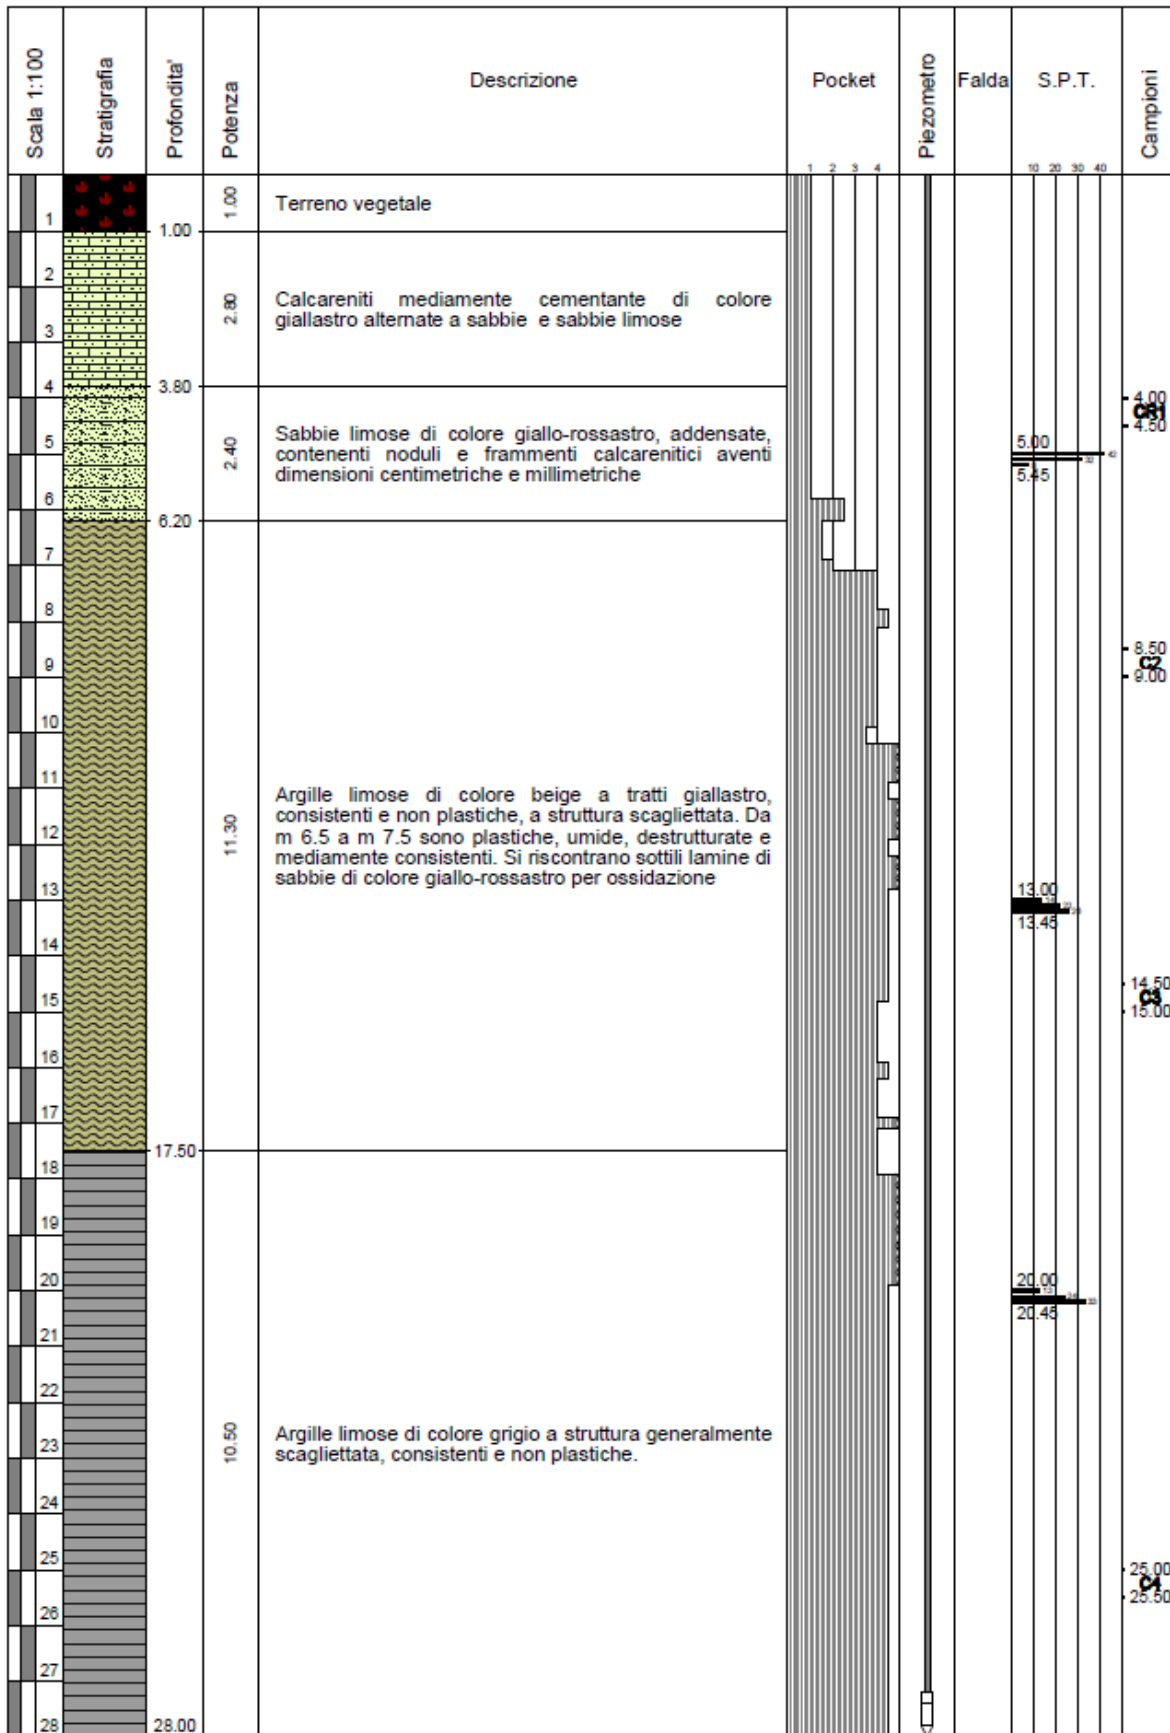 Scala 1:100
Stratigrafia
Profondita'
Potenza
Descrizione
Pocket
Piezometro
Falda
S.P.T.
Campioni
1 2 3 4
10 20 30 40
1
2
3
4
5
6
7
8
9
10
11
12
13
14
15
16
17
18
19
20
21
22
23
24
25
26
27
28
1.00
3.80
6.20
17.50
28.00
1.00
2.80
2.40
11.30
10.50
Terreno vegetale
Calcareniti mediamente cementante di colore
giallastro alternate a sabbie e sabbie limose
Sabbie limose di colore giallo-rossastro, addensate,
contenenti noduli e frammenti calcarenitici aventi
dimensioni centimetriche e millimetriche
Argille limose di colore beige a tratti giallastro,
consistenti e non plastiche, a struttura scagliettata. Da
m 6.5 a m 7.5 sono plastiche, umide, destrutturate e
mediamente consistenti. Si riscontrano sottili lamine di
sabbie di colore giallo-rossastro per ossidazione
Argille limose di colore grigio a struttura generalmente
scagliettata, consistenti e non plastiche.
5.00
5.45
13.00
13.45
20.00
20.45
4.00
CR1
4.50
8.50
C2
9.00
14.50
C3
15.00
25.00
C4
25.50